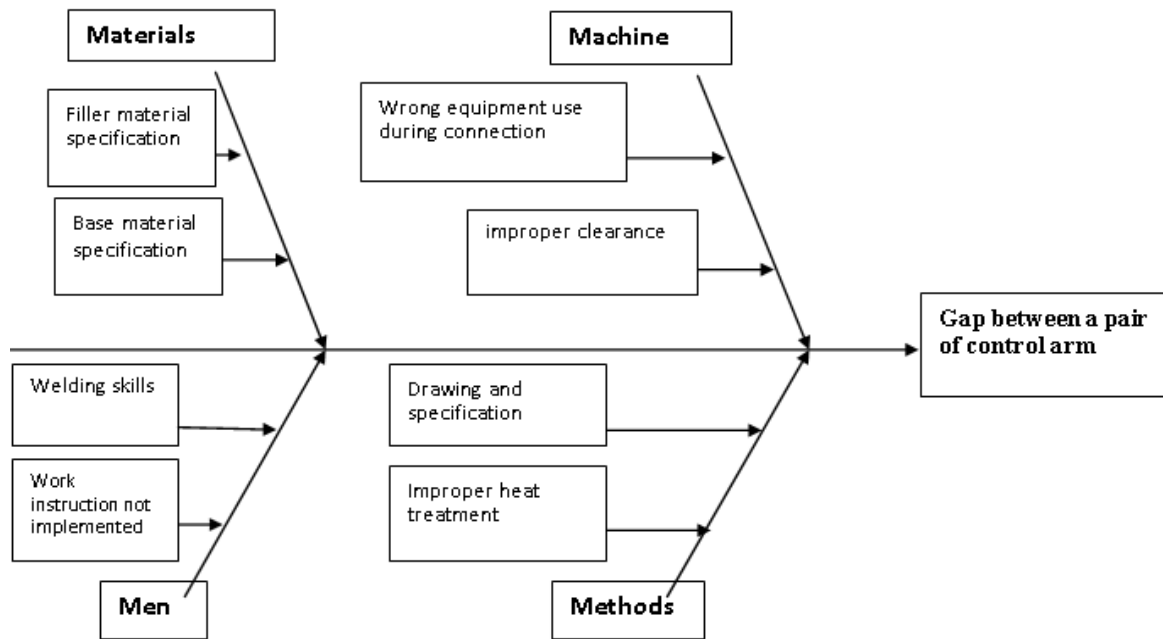 Materials
Machine
Filler material
specification
Wrong equipment use
during connection
Base material
specification
improper clearance
Gap between a pair
of control arm
Welding skills
Drawing and
specification
Work
instruction not
implemented
Improper heat
treatment
Men
Methods